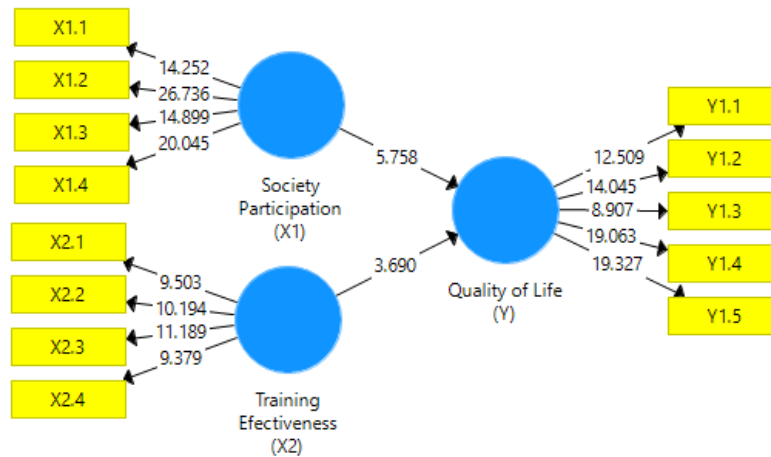 X1.1
X1.2
X1.3
X1.4
14.252
26.736
14.899
20.045
Society
Participation
(X1)
5.758
X2.1
X2.2
X2.3
X2.4
9.503
10.194
11.189
9.379
Training
Efectiveness
(X2)
3.690
Quality of Life
(Y)
12.509
14.045
8.907
19.063
19.327
Y1.1
Y1.2
Y1.3
Y1.4
Y1.5